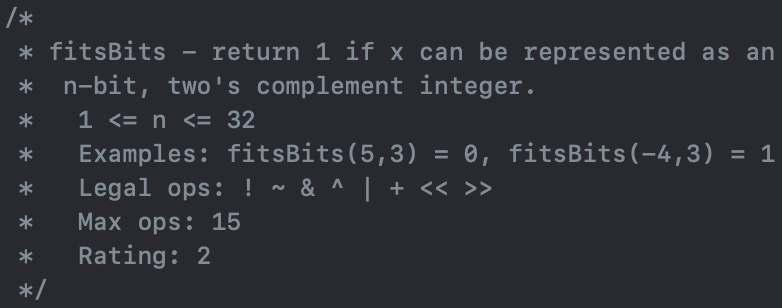 /*
 * fitsBits - return 1 if x can be represented as an
 *  n-bit, two's complement integer.
 *   1 <= n <= 32
 *   Examples: fitsBits(5,3) = 0, fitsBits(-4,3) = 1
 *   Legal ops: ! ~ & ^ | + << >>
 *   Max ops: 15
 *   Rating: 2
 */